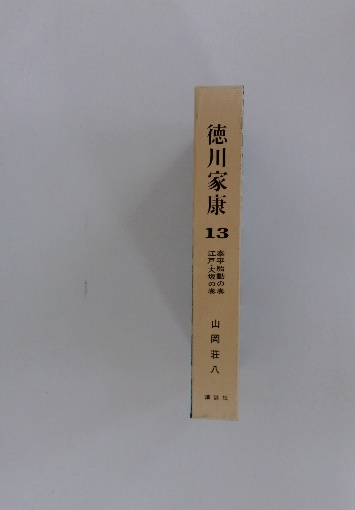 徳川家康
13
泰平胎動の巻
江戸・大坂の巻
山岡荘八
講談社